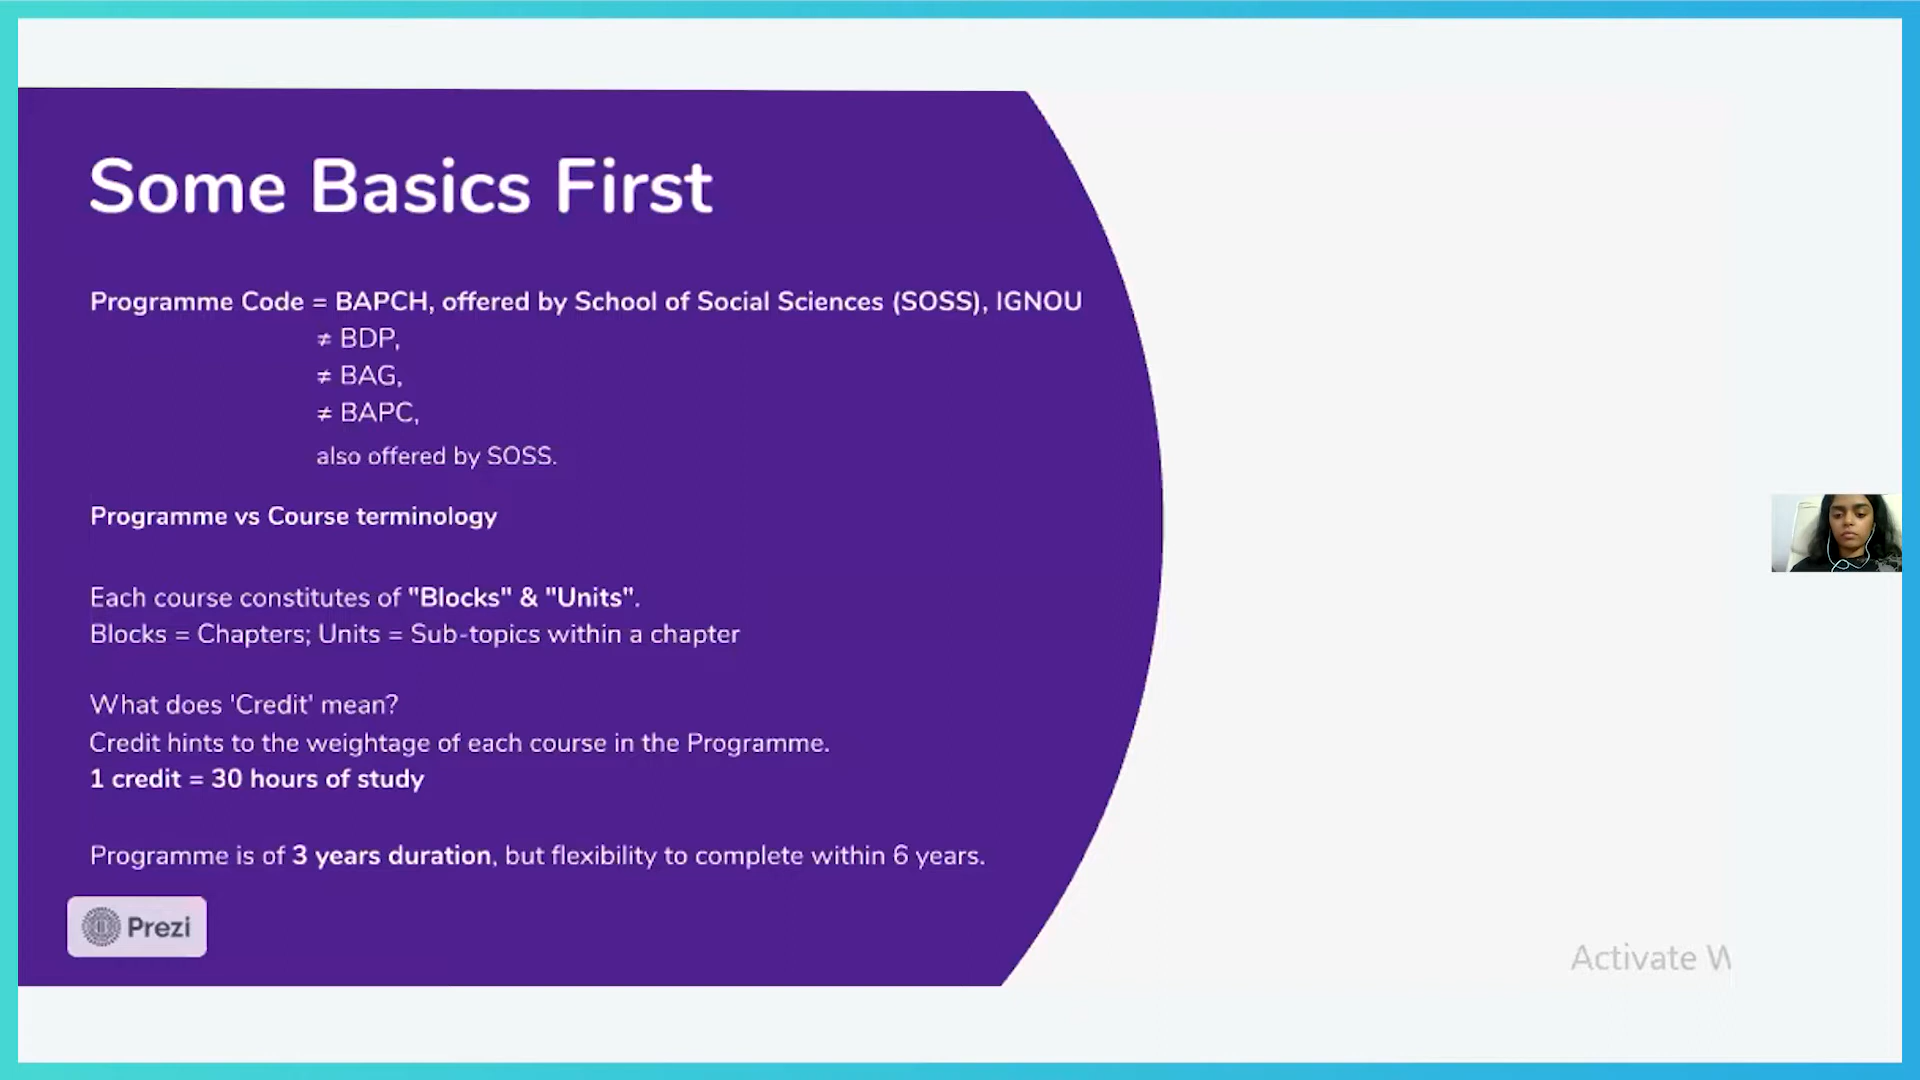 Some Basics First
Programme Code = BAPCH, offered by School of Social Sciences (SOSS), IGNOU
≠ BDP,
≠ BAG,
≠ BAPC,
also offered by SOSS.
Programme vs Course terminology
Each course constitutes of "Blocks" & "Units".
Blocks = Chapters; Units = Sub-topics within a chapter
What does 'Credit' mean?
Credit hints to the weightage of each course in the Programme.
1 credit = 30 hours of study
Programme is of 3 years duration, but flexibility to complete within 6 years.
Prezi
Activate